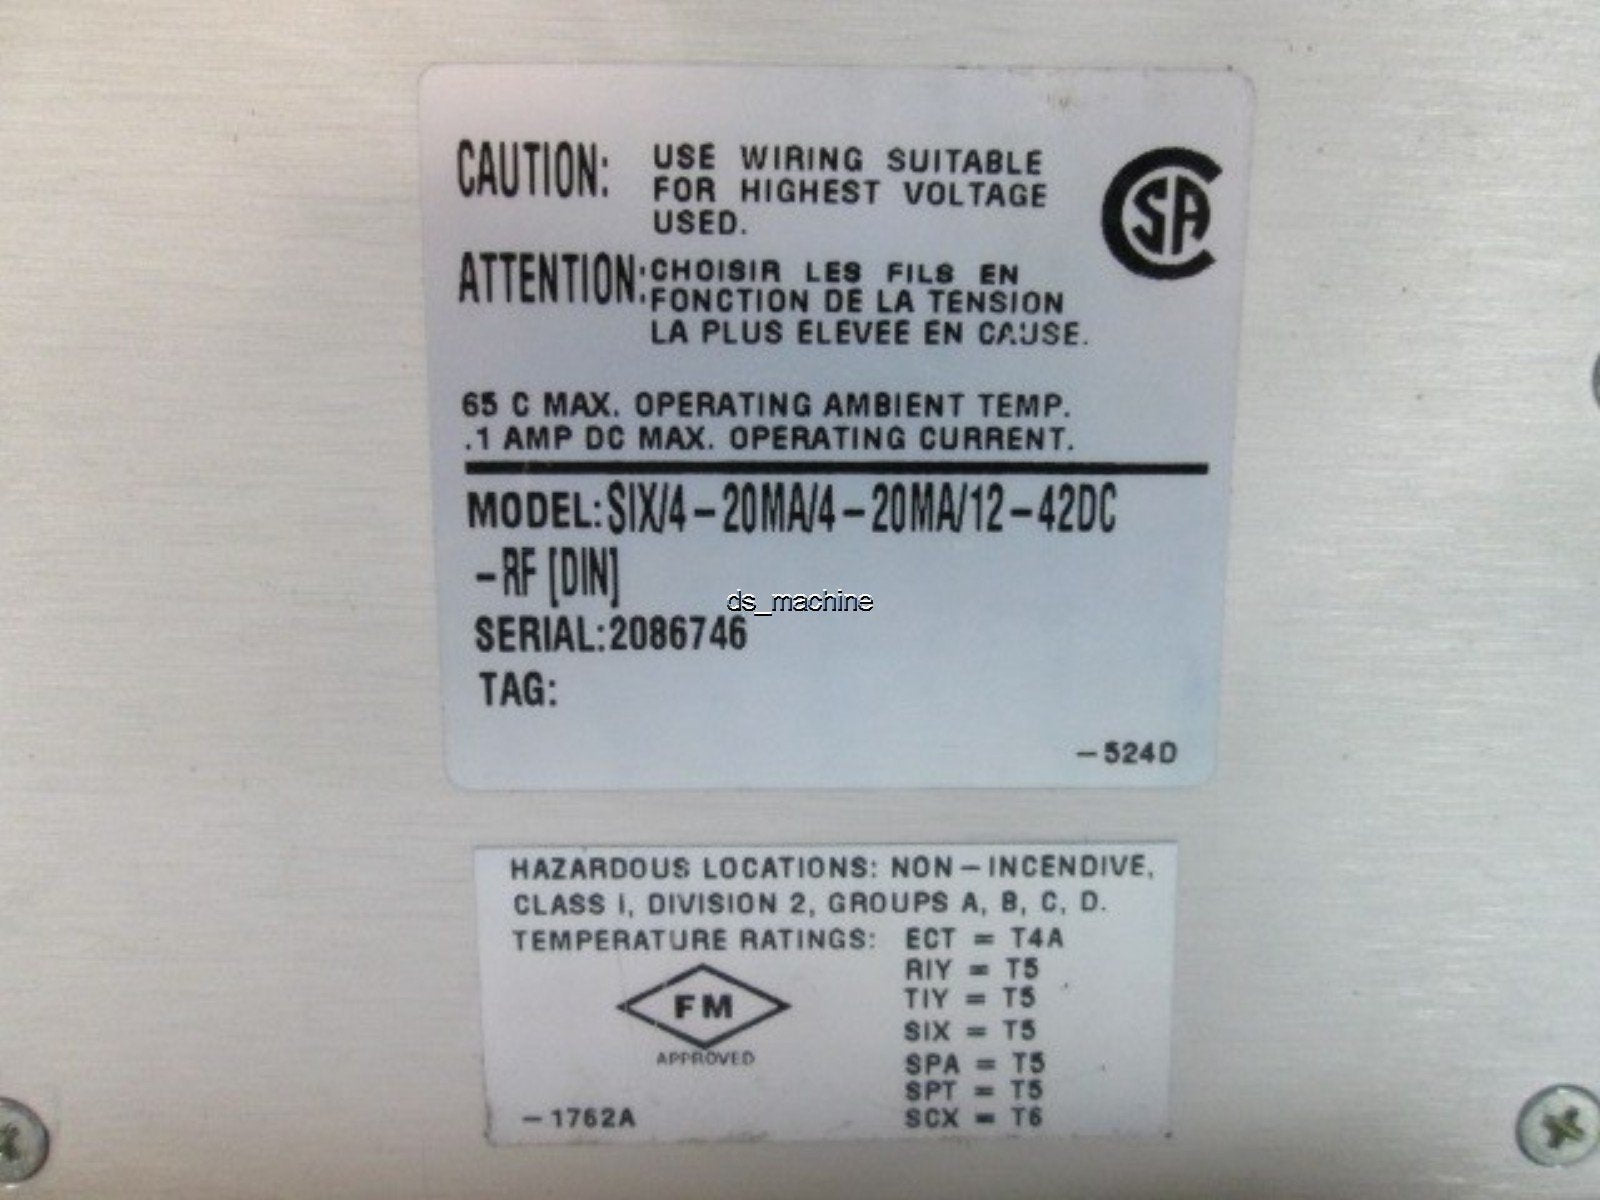 CAUTION: USE WIRING SUITABLE
FOR HIGHEST VOLTAGE
USED.
CSA
ATTENTION: CHOISIR LES FILS EN
FONCTION DE LA TENSION
LA PLUS ELEVEE EN CAUSE.
65 C MAX. OPERATING AMBIENT TEMP.
.1 AMP DC MAX. OPERATING CURRENT.
MODEL: SIX/4-20MA/4-20MA/12-42DC
-RF [DIN]
ds_machine
SERIAL: 2086746
TAG:
-524D
HAZARDOUS LOCATIONS: NON-INCENDIVE,
CLASS I, DIVISION 2, GROUPS A, B, C, D.
TEMPERATURE RATINGS: ECT = T4A
RIY = T5
TIY = T5
SIX = T5
SPA = T5
SPT = T5
SCX = T6
FM
APPROVED
-1762A